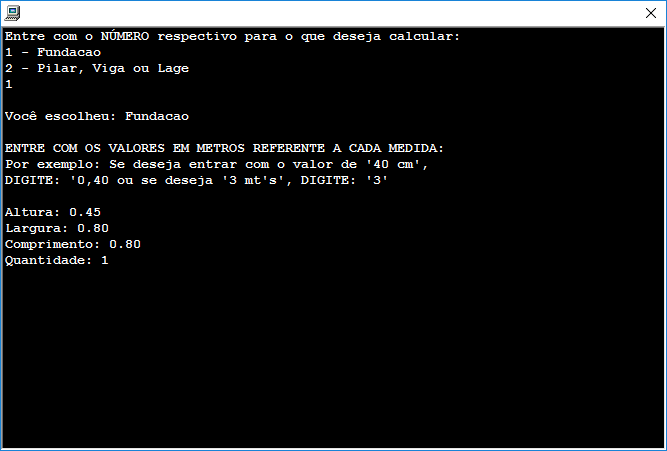 Entre com o NÚMERO respectivo para o que deseja calcular:
1 - Fundacao
2 - Pilar, Viga ou Lage
1
Você escolheu: Fundacao
ENTRE COM OS VALORES EM METROS REFERENTE A CADA MEDIDA:
Por exemplo: Se deseja entrar com o valor de '40 cm',
DIGITE: '0,40 ou se deseja '3 mt's', DIGITE: '3'
Altura: 0.45
Largura: 0.80
Comprimento: 0.80
Quantidade: 1